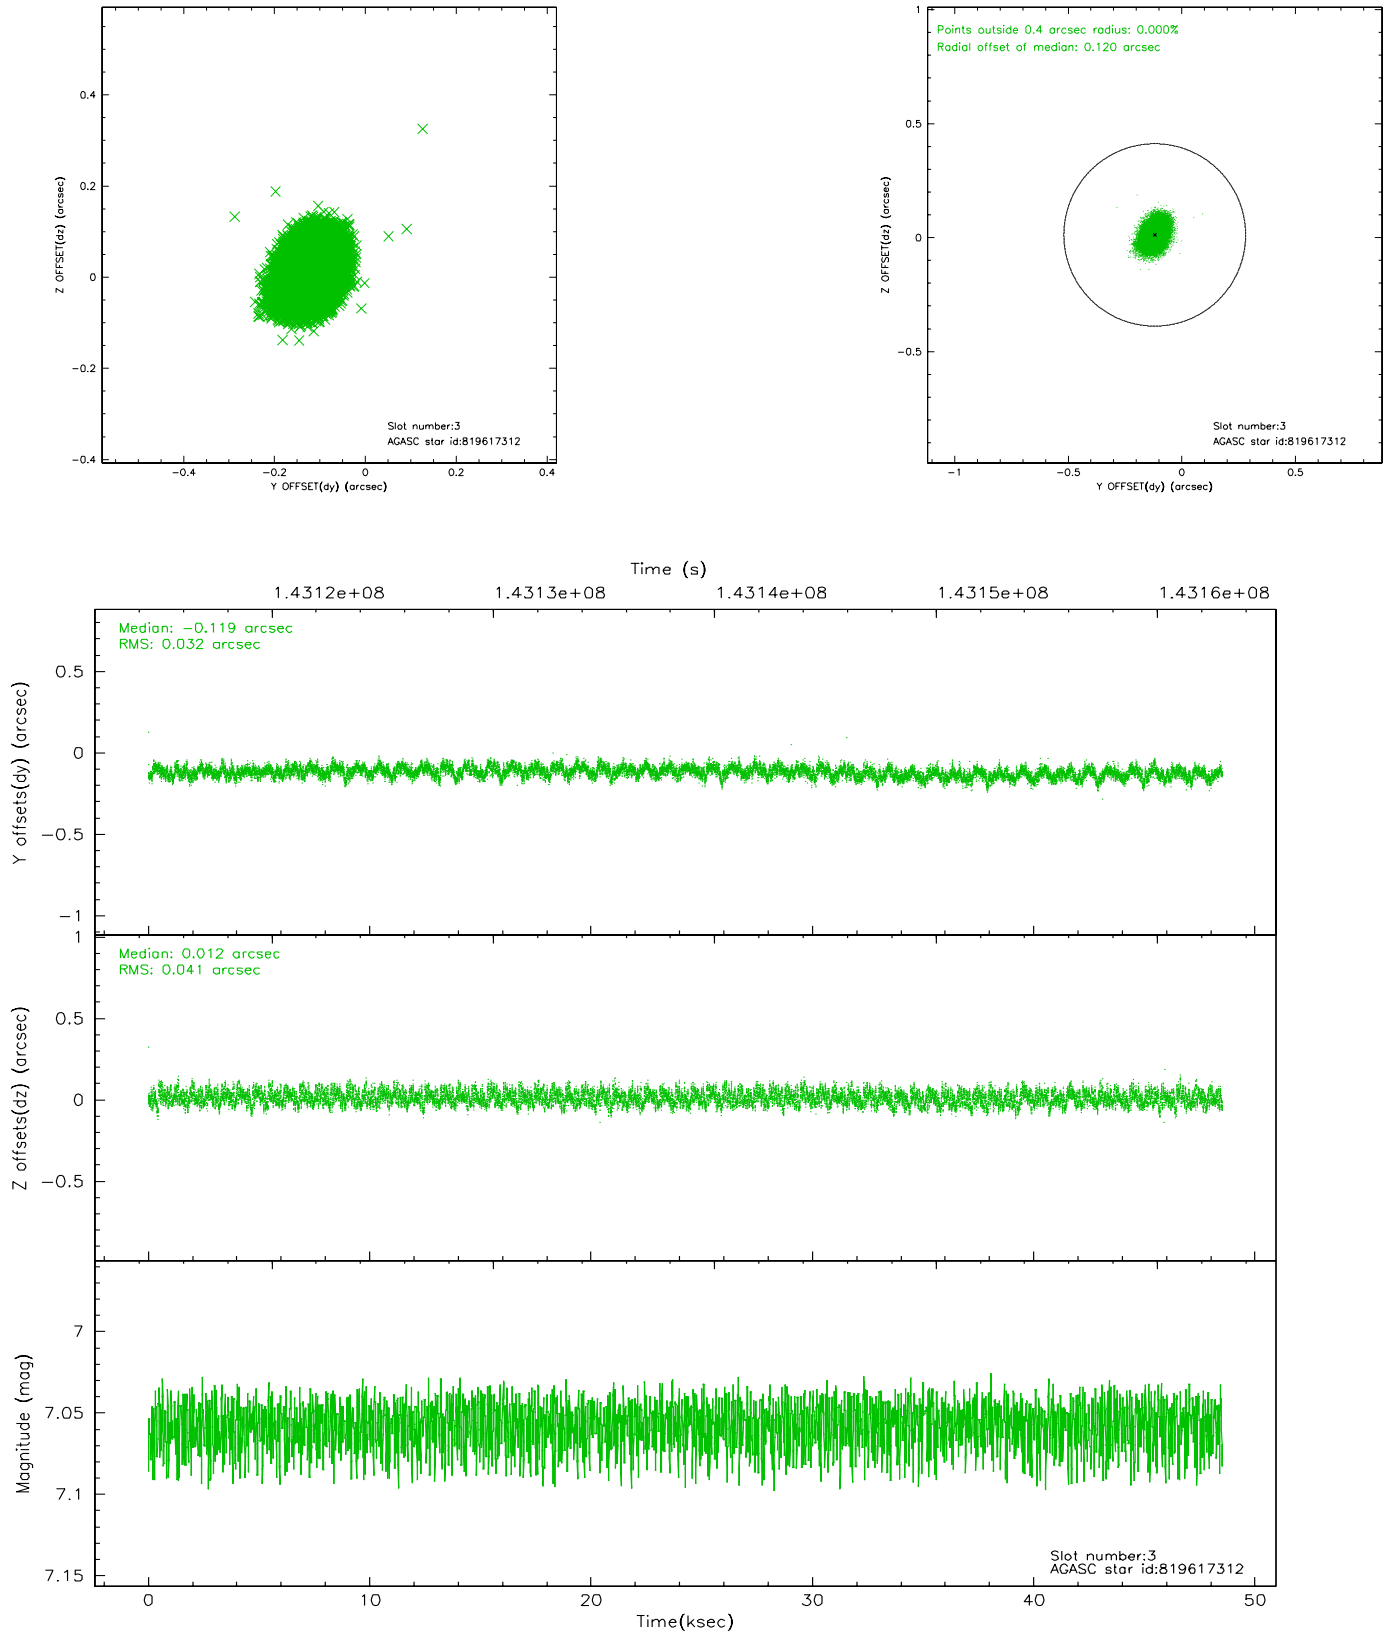 0.4
0.2
0
−0.2
−0.4
Z OFFSET(dz) (arcsec)
Slot number:3
AGASC star id:819617312
−0.4
−0.2
0
0.2
0.4
Y OFFSET(dy) (arcsec)
Points outside 0.4 arcsec radius: 0.000%
Radial offset of median: 0.120 arcsec
1
0.5
0
−0.5
Z OFFSET(dz) (arcsec)
Slot number:3
AGASC star id:819617312
−1
−0.5
0
0.5
Y OFFSET(dy) (arcsec)
Time (s)
1.4312e+08
1.4313e+08
1.4314e+08
1.4315e+08
1.4316e+08
Median: −0.119 arcsec
RMS: 0.032 arcsec
0.5
0
−0.5
−1
Y offsets(dy) (arcsec)
Median: 0.012 arcsec
RMS: 0.041 arcsec
1
0.5
0
−0.5
Z offsets(dz) (arcsec)
7
7.05
7.1
7.15
Magnitude (mag)
Slot number:3
AGASC star id:819617312
0
10
20
30
40
50
Time(ksec)